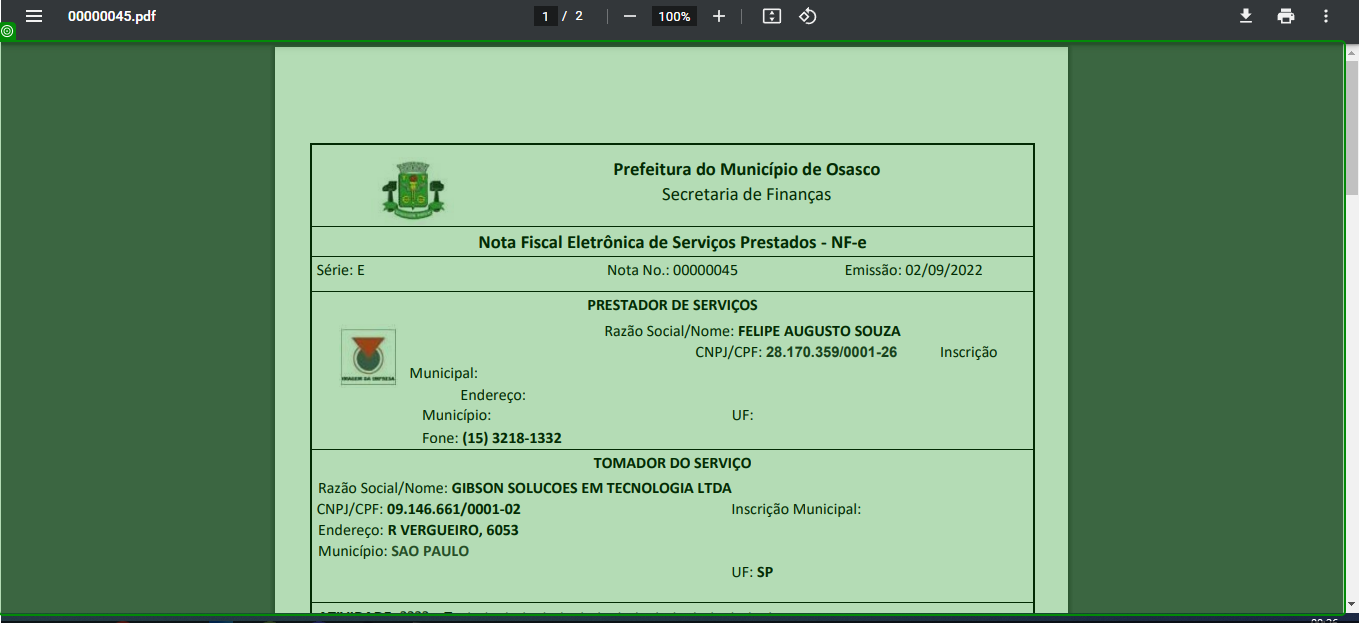 00000045.pdf
1 / 2
100%
Prefeitura do Município de Osasco
Secretaria de Finanças
Nota Fiscal Eletrônica de Serviços Prestados - NF-e
Série: E Nota No.: 00000045 Emissão: 02/09/2022
PRESTADOR DE SERVIÇOS
Razão Social/Nome: FELIPE AUGUSTO SOUZA
CNPJ/CPF: 28.170.359/0001-26 Inscrição
IMAGEM DA EMPRESA
Municipal:
Endereço:
Município: UF:
Fone: (15) 3218-1332
TOMADOR DO SERVIÇO
Razão Social/Nome: GIBSON SOLUCOES EM TECNOLOGIA LTDA
CNPJ/CPF: 09.146.661/0001-02 Inscrição Municipal:
Endereço: R VERGUEIRO, 6053
Município: SAO PAULO
UF: SP